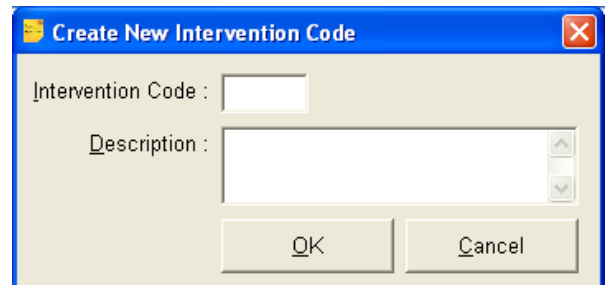 Create New Intervention Code
Intervention Code :
Description :
OK Cancel